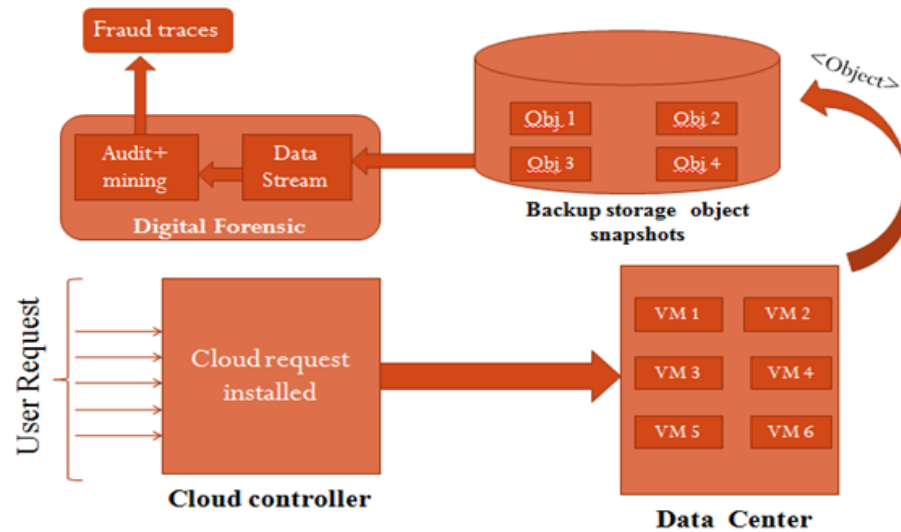 Fraud traces
<Object>
Obj 1
Obj 2
Obj 3
Obj 4
Audit+
mining
Data
Stream
Digital Forensic
Backup storage object
snapshots
User Request
Cloud request
installed
Cloud controller
VM 1
VM 2
VM 3
VM 4
VM 5
VM 6
Data Center